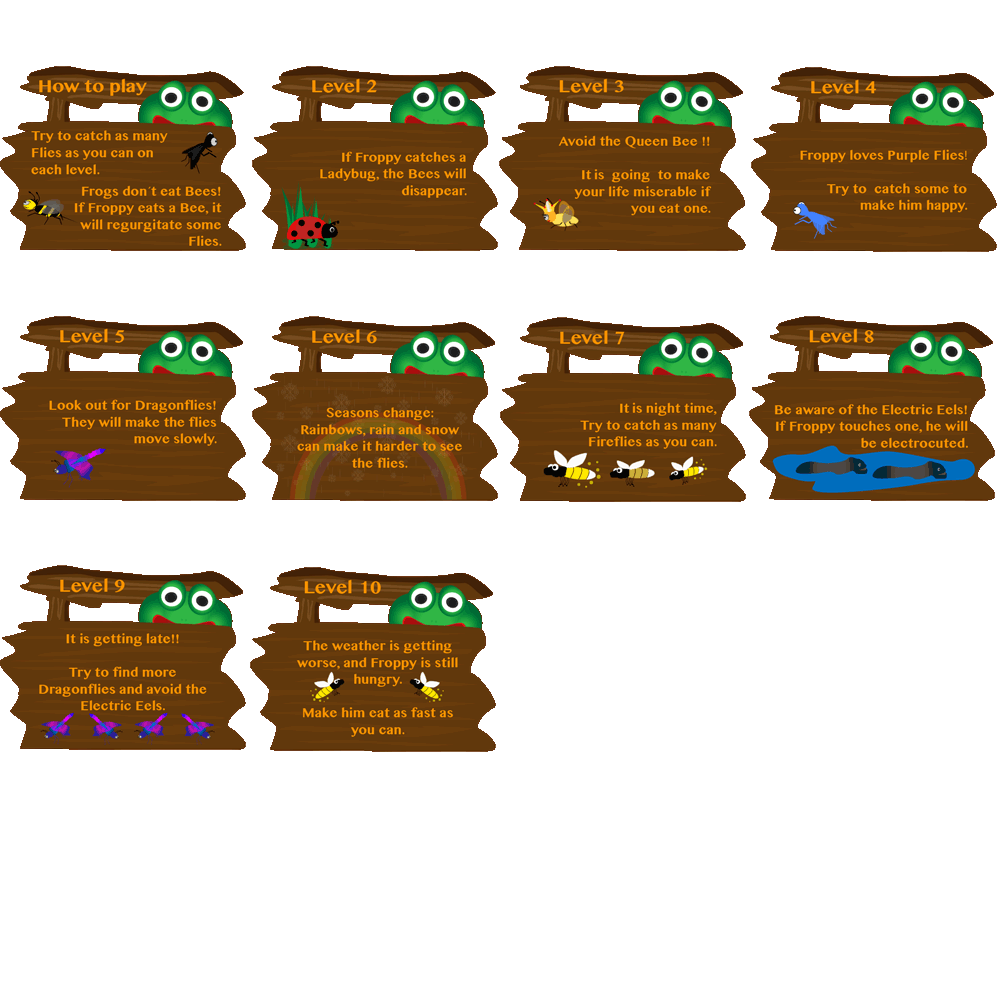 How to play
Try to catch as many
Flies as you can on
each level.
Frogs don´t eat Bees!
If Froppy eats a Bee, it
will regurgitate some
Flies.
Level 2
If Froppy catches a
Ladybug, the Bees will
disappear.
Level 3
Avoid the Queen Bee !!
It is going to make
your life miserable if
you eat one.
Level 4
Froppy loves Purple Flies!
Try to catch some to
make him happy.
Level 5
Look out for Dragonflies!
They will make the flies
move slowly.
Level 6
Seasons change:
Rainbows, rain and snow
can make it harder to see
the flies.
Level 7
It is night time,
Try to catch as many
Fireflies as you can.
Level 8
Be aware of the Electric Eels!
If Froppy touches one, he will
be electrocuted.
Level 9
It is getting late!!
Try to find more
Dragonflies and avoid the
Electric Eels.
Level 10
The weather is getting
worse, and Froppy is still
hungry.
Make him eat as fast as
you can.